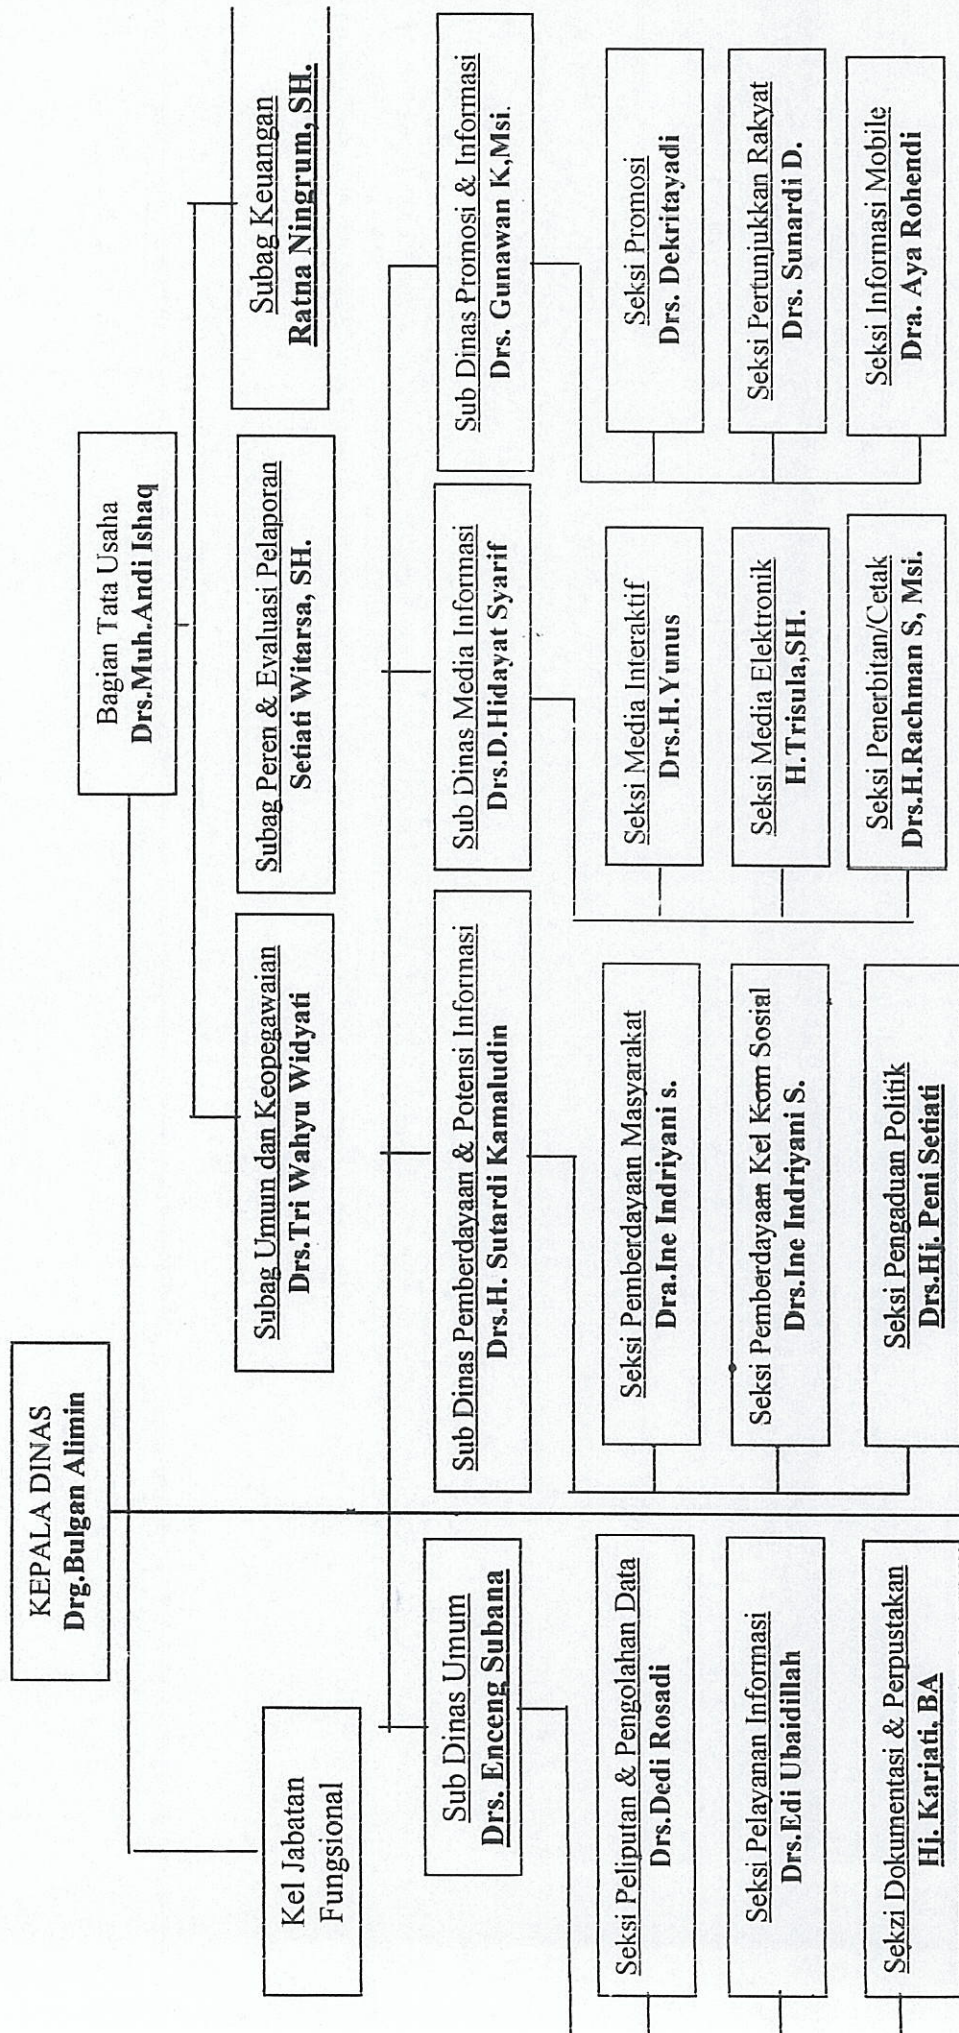 KEPALA DINAS
Drg.Bulgan Alimin
Bagian Tata Usaha
Drs.Muh.Andi Ishaq
Kel Jabatan
Fungsional
Subag Umum dan Keopegawaian
Drs.Tri Wahyu Widyati
Subag Peren & Evaluasi Pelaporan
Setiati Witarsa, SH.
Subag Keuangan
Ratna Ningrum, SH.
Sub Dinas Umum
Drs. Enceng Subana
Sub Dinas Pemberdayaan & Potensi Informasi
Drs.H. Sutardi Kamaludin
Sub Dinas Media Informasi
Drs.D.Hidayat Syarif
Sub Dinas Promosi & Informasi
Drs. Gunawan K,Msi.
Seksi Peliputan & Pengolahan Data
Drs.Dedi Rosadi
Seksi Pemberdayaan Masyarakat
Dra.Ine Indriyani s.
Seksi Media Interaktif
Drs.H.Yunus
Seksi Promosi
Drs. Dekritayadi
Seksi Pelayanan Informasi
Drs.Edi Ubaidillah
Seksi Pemberdayaan Kel Kom Sosial
Drs.Ine Indriyani S.
Seksi Media Elektronik
H.Trisula,SH.
Seksi Pertunjukkan Rakyat
Drs. Sunardi D.
Sekzi Dokumentasi & Perpustakan
Hj. Karjati, BA
Seksi Pengaduan Politik
Drs.Hj. Peni Setiati
Seksi Penerbitan/Cetak
Drs.H.Rachman S, Msi.
Seksi Informasi Mobile
Dra. Aya Rohendi